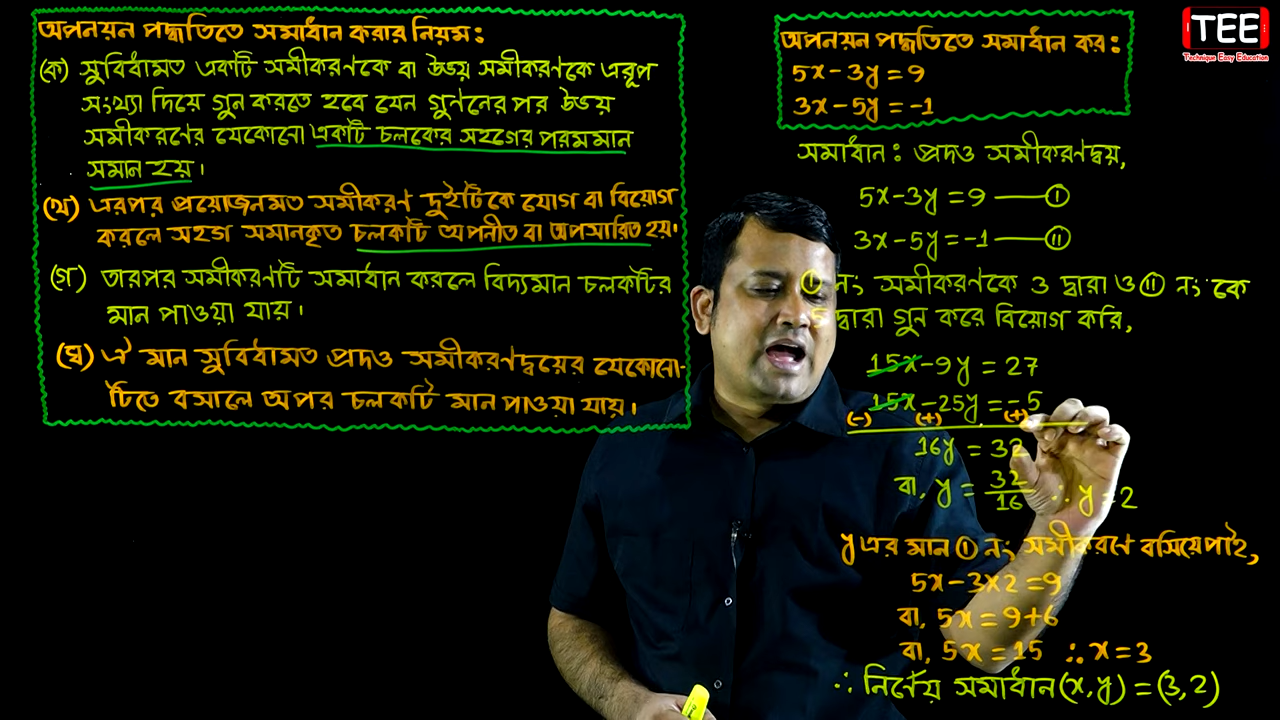 অপনয়ন পদ্ধতিতে সমাধান করার নিয়ম:
(ক) সুবিধামত একটি সমীকরণকে বা উভয় সমীকরণকে এরূপ
সংখ্যা দিয়ে গুন করতে হবে যেন গুণনের পর উভয়
সমীকরণের যেকোনো একটি চলকের সহগের পরমমান
সমান হয়।
(খ) এরপর প্রয়োজনমত সমীকরণ দুইটিকে যোগ বা বিয়োগ
করলে সহগ সমানকৃত চলকটি অপনীত বা অপসারিত হয়।
(গ) তারপর সমীকরণটি সমাধান করলে বিদ্যমান চলকটির
মান পাওয়া যায়।
(ঘ) ঐ মান সুবিধামত প্রদত্ত সমীকরণদ্বয়ের যেকোনো-
টিতে বসালে অপর চলকটি মান পাওয়া যায়।
TEE
Technique Easy Education
অপনয়ন পদ্ধতিতে সমাধান কর:
5x-3y=9
3x-5y=-1
সমাধান: প্রদত্ত সমীকরণদ্বয়,
5x-3y=9 — (i)
3x-5y=-1 — (ii)
নং সমীকরণকে 3 দ্বারা ও (ii) নং কে
দ্বারা গুন করে বিয়োগ করি,
15x-9y=27
15x-25y=-5
(-) (+) (+)
16y=32
বা, y=32/16 ∴ y=2
y এর মান (i) নং সমীকরণে বসিয়ে পাই,
5x-3×2=9
বা, 5x=9+6
বা, 5x=15 ∴ x=3
∴ নির্ণেয় সমাধান (x,y)=(3,2)